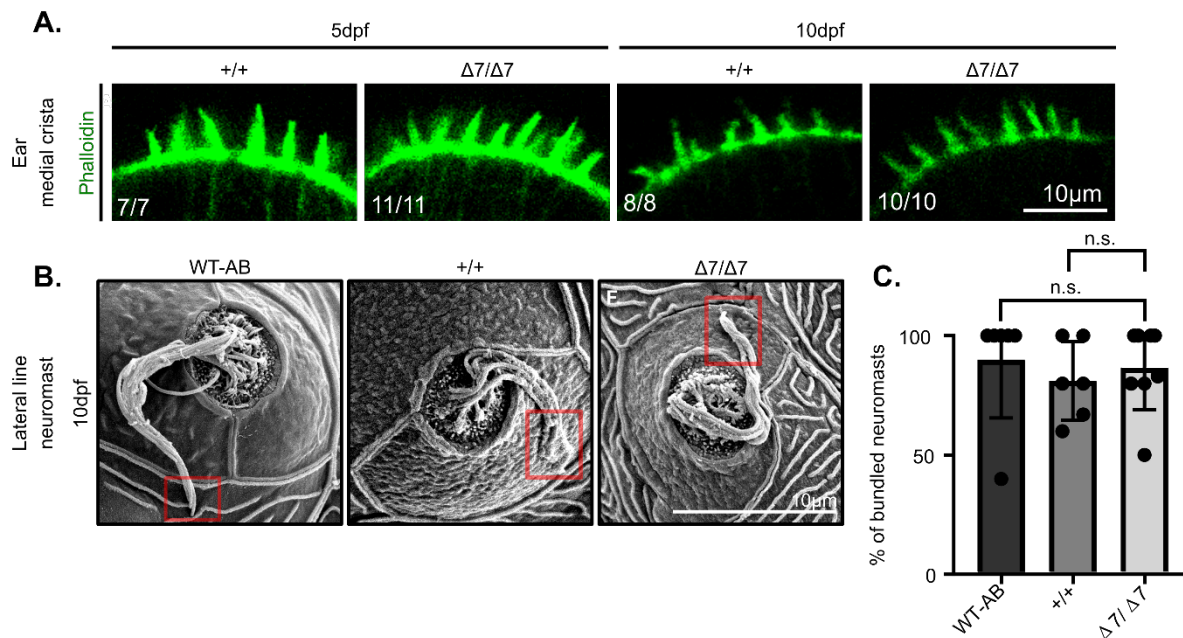 A.
5dpf
10dpf
+/+
Δ7/Δ7
+/+
Δ7/Δ7
Ear
medial crista
Phalloidin
7/7
11/11
8/8
10/10
10µm
B.
WT-AB
+/+
Δ7/Δ7
Lateral line
neuromast
10dpf
10µm
C.
n.s.
n.s.
% of bundled neuromasts
100
50
0
WT-AB
+/+
Δ7/ Δ7